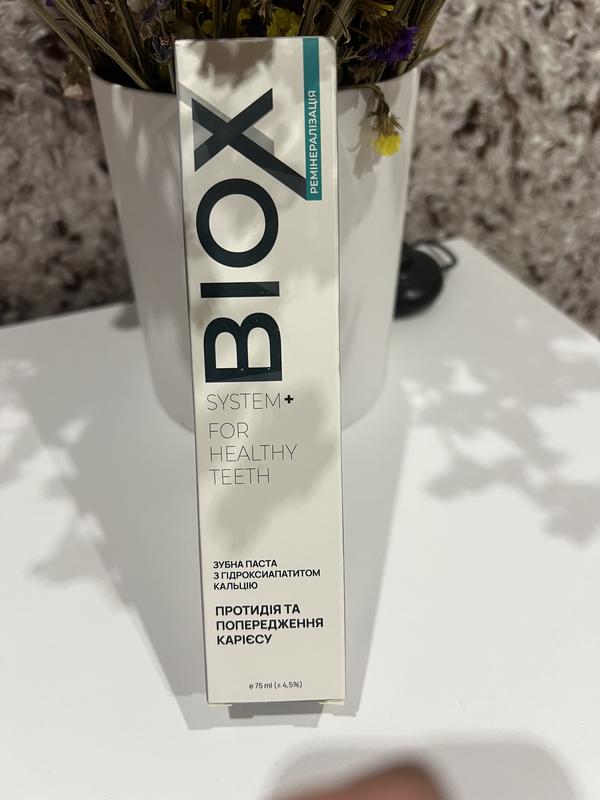 РЕМІНЕРАЛІЗАЦІЯ
BIOX
SYSTEM+
FOR
HEALTHY
TEETH
ЗУБНА ПАСТА
З ГІДРОКСИАПАТИТОМ
КАЛЬЦІЮ
ПРОТИДІЯ ТА
ПОПЕРЕДЖЕННЯ
КАРІЄСУ
e 75 ml (± 4,5%)